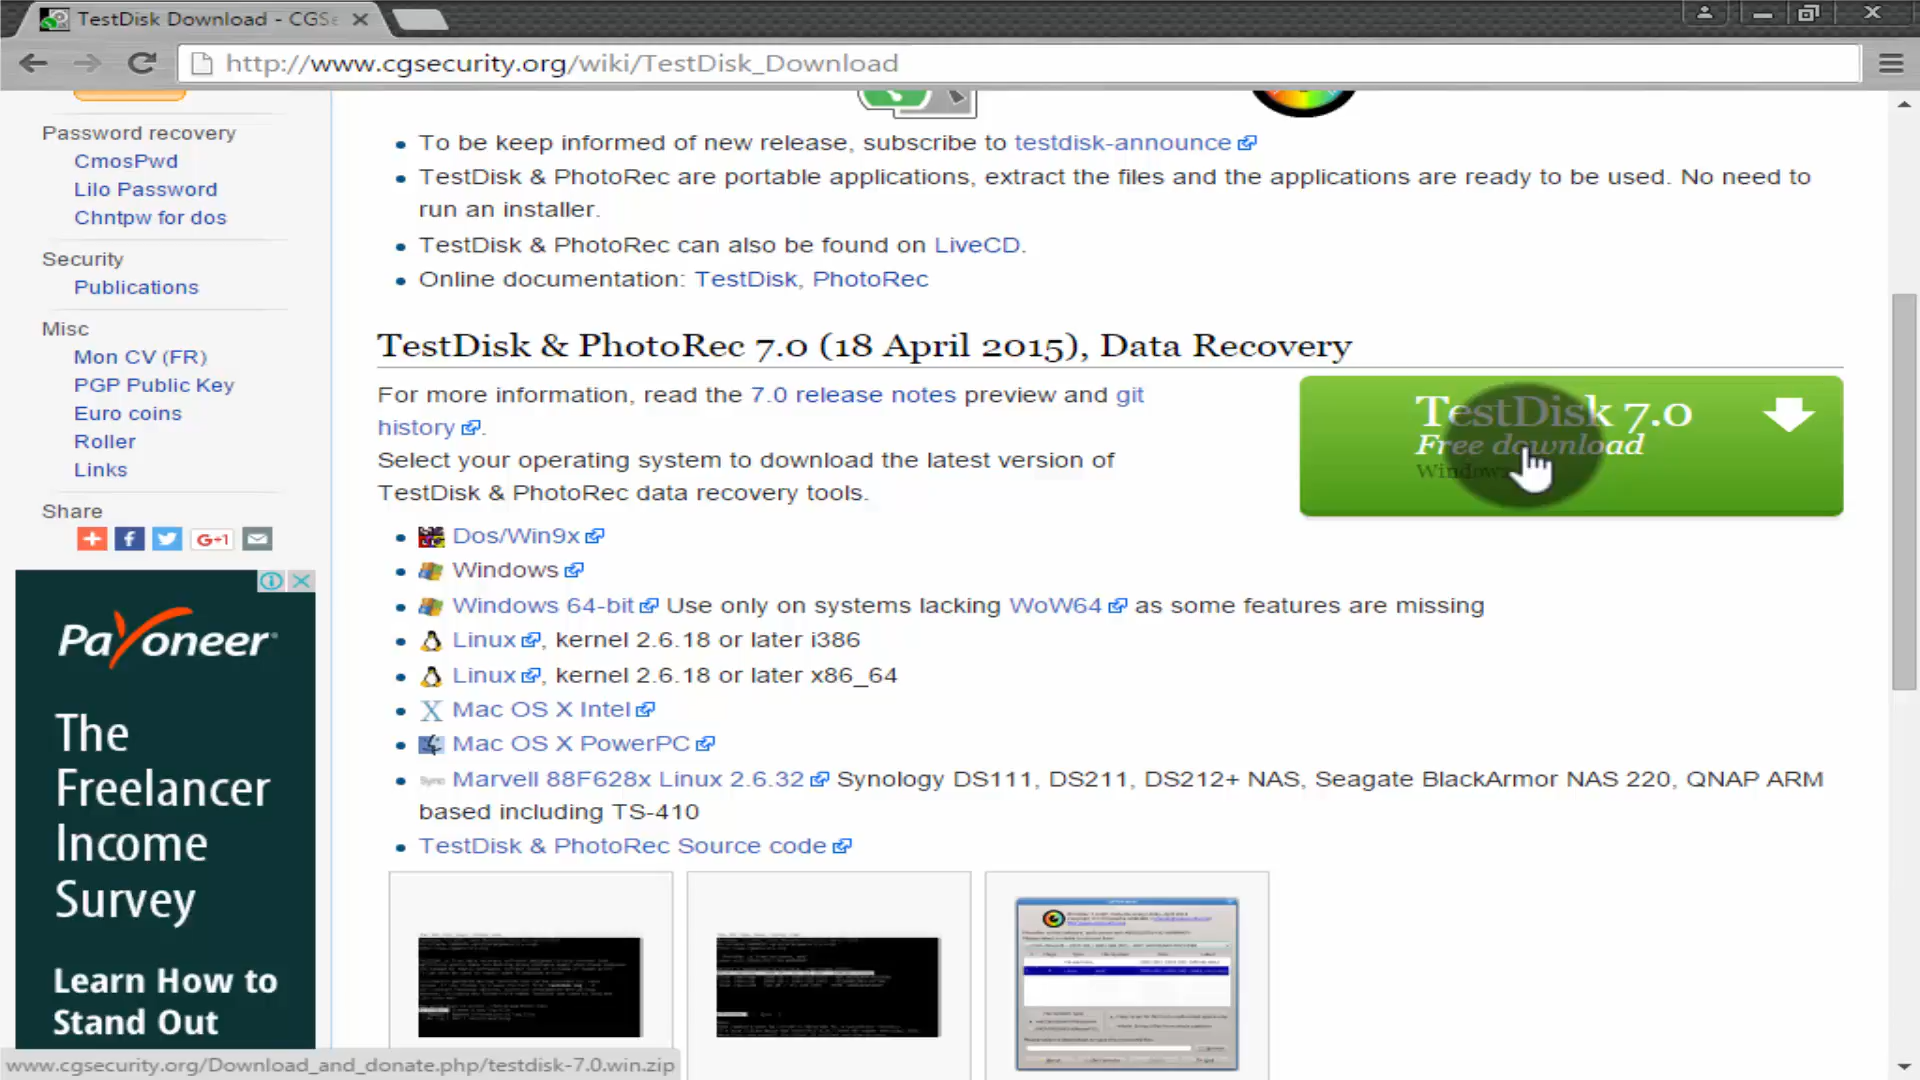 TestDisk Download - CGSe
http://www.cgsecurity.org/wiki/TestDisk_Download
Password recovery
CmosPwd
Lilo Password
Chntpw for dos
Security
Publications
Misc
Mon CV (FR)
PGP Public Key
Euro coins
Roller
Links
Share
G+1
Payoneer
The
Freelancer
Income
Survey
Learn How to
Stand Out
To be keep informed of new release, subscribe to testdisk-announce
TestDisk & PhotoRec are portable applications, extract the files and the applications are ready to be used. No need to
run an installer.
TestDisk & PhotoRec can also be found on LiveCD.
Online documentation: TestDisk, PhotoRec
TestDisk & PhotoRec 7.0 (18 April 2015), Data Recovery
For more information, read the 7.0 release notes preview and git
history.
Select your operating system to download the latest version of
TestDisk & PhotoRec data recovery tools.
TestDisk 7.0
Free download
Windows
Dos/Win9x
Windows
Windows 64-bit Use only on systems lacking WoW64 as some features are missing
Linux, kernel 2.6.18 or later i386
Linux, kernel 2.6.18 or later x86_64
Mac OS X Intel
Mac OS X PowerPC
Sync Marvell 88F628x Linux 2.6.32 Synology DS111, DS211, DS212+ NAS, Seagate BlackArmor NAS 220, QNAP ARM
based including TS-410
TestDisk & PhotoRec Source code
www.cgsecurity.org/Download_and_donate.php/testdisk-7.0.win.zip